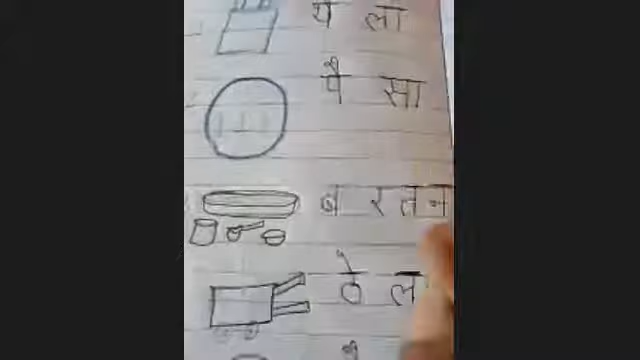 ला
पै सा
ब र त न
ठे ल